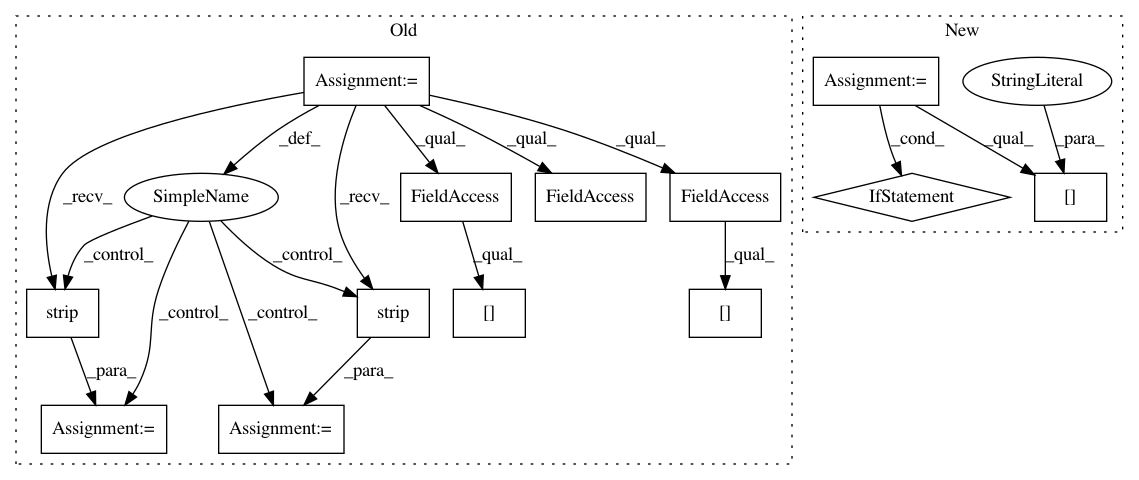 Old
New
Assignment:=
Assignment:=
StringLiteral
_def_
_qual_
_qual_
_qual_
_cond_
_qual_
_para_
_recv_
SimpleName
_recv_
FieldAccess
FieldAccess
FieldAccess
IfStatement
[]
_control_
_control_
_qual_
_qual_
strip
_control_
_control_
strip
[]
[]
_para_
_para_
Assignment:=
Assignment:=